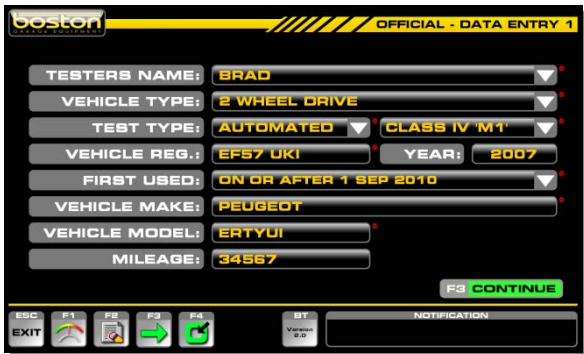 boston
GARAGE EQUIPMENT
OFFICIAL - DATA ENTRY 1
TESTERS NAME: BRAD
VEHICLE TYPE: 2 WHEEL DRIVE
TEST TYPE: AUTOMATED CLASS IV 'M1'
VEHICLE REG.: EF57 UKI YEAR: 2007
FIRST USED: ON OR AFTER 1 SEP 2010
VEHICLE MAKE: PEUGEOT
VEHICLE MODEL: ERTYUI
MILEAGE: 34567
F3 CONTINUE
ESC F1 F2 F3 F4 BT NOTIFICATION
EXIT Version
2.0